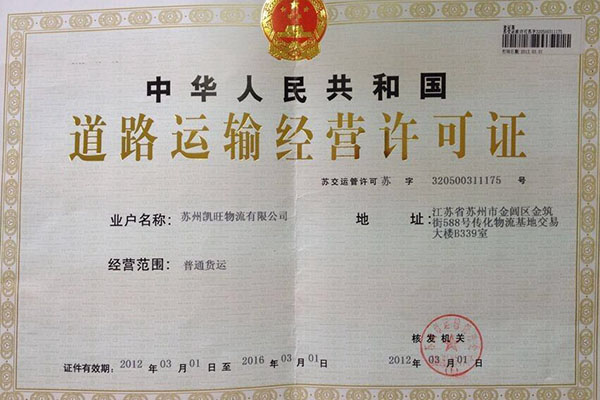 中华人民共和国
道路运输经营许可证
苏交运管许可 苏 字 320500311175 号
业户名称: 苏州凯旺物流有限公司
地 址: 江苏省苏州市金阊区金筑
街588号传化物流基地交易
大楼B339室
经营范围: 普通货运
核发机关
证件有效期: 2012 年 03 月 01 日 至 2016 年 03 月 01 日
2012 年 03 月 01 日